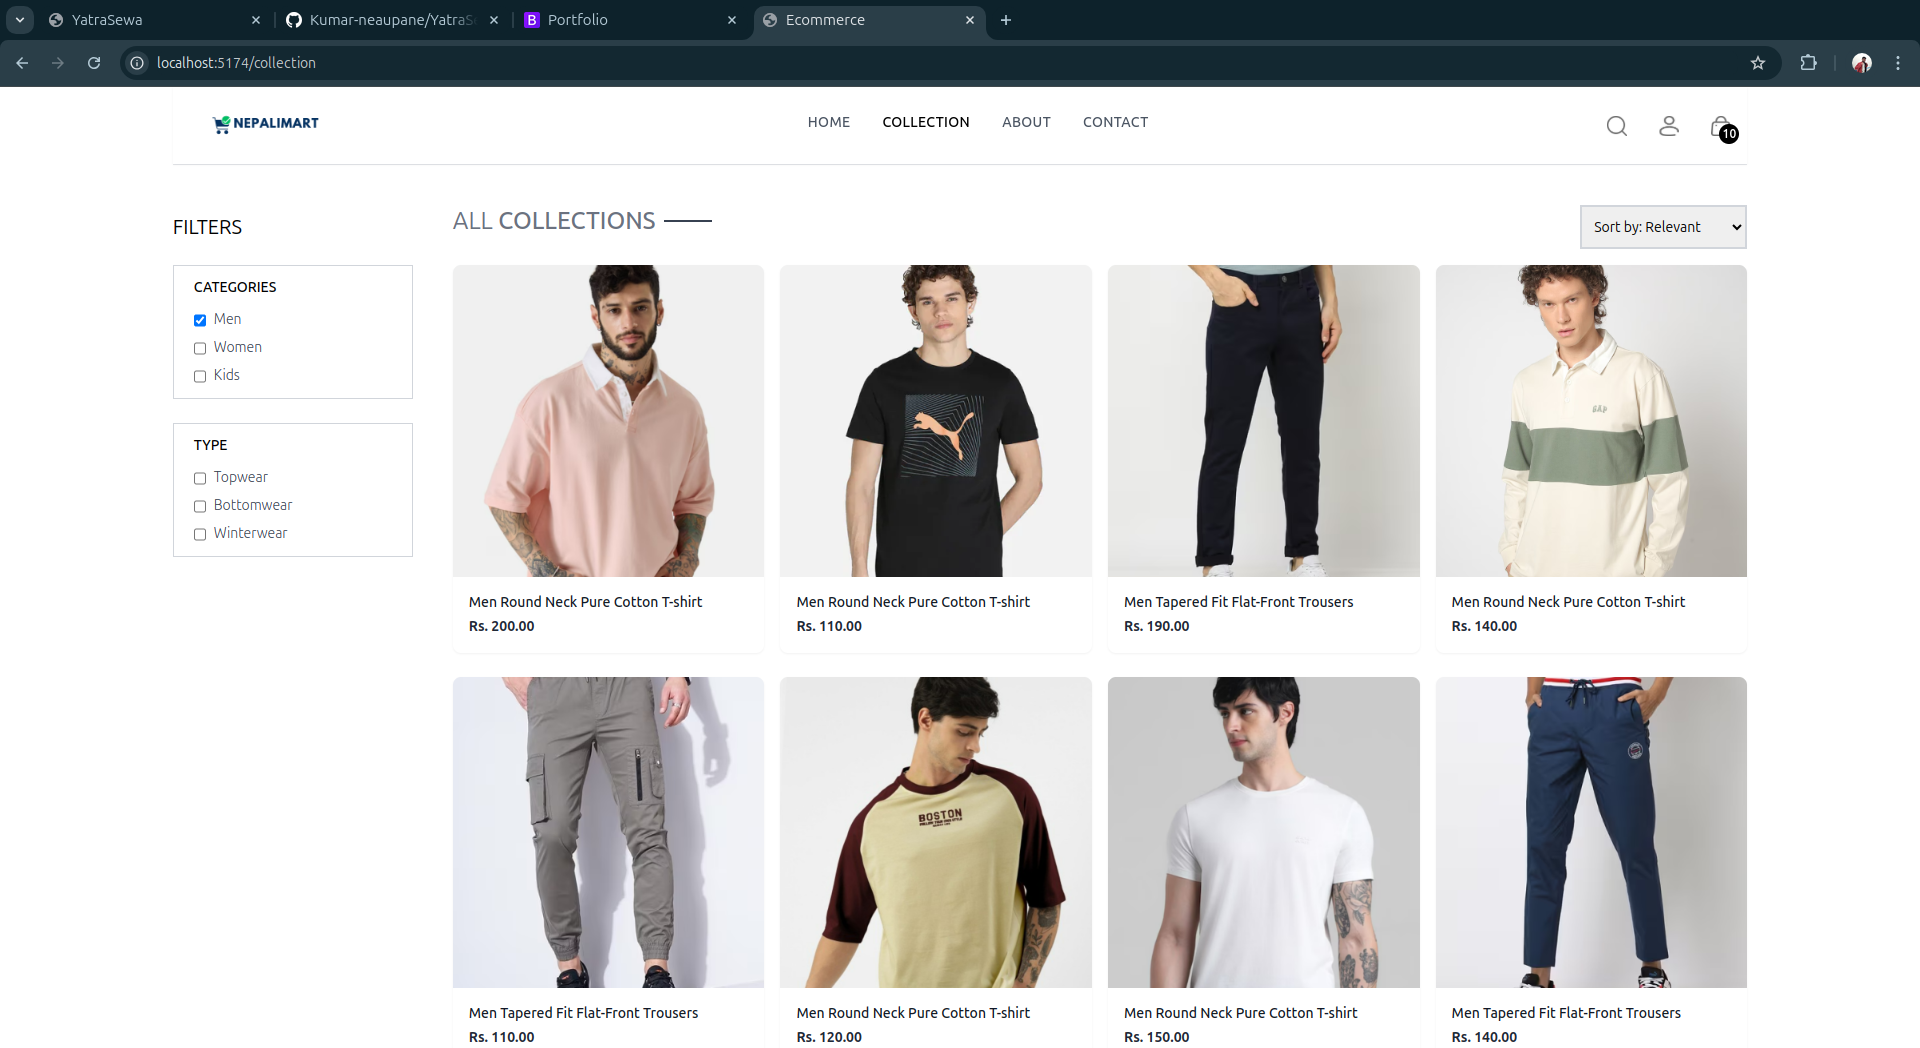 YatraSewa
Kumar-neaupane/YatraS
B Portfolio
Ecommerce
localhost:5174/collection
NEPALIMART
HOME COLLECTION ABOUT CONTACT
10
FILTERS
CATEGORIES
Men
Women
Kids
TYPE
Topwear
Bottomwear
Winterwear
ALL COLLECTIONS
Sort by: Relevant
PUMA
GAP
Men Round Neck Pure Cotton T-shirt
Rs. 200.00
Men Round Neck Pure Cotton T-shirt
Rs. 110.00
Men Tapered Fit Flat-Front Trousers
Rs. 190.00
Men Round Neck Pure Cotton T-shirt
Rs. 140.00
BOSTON
Men Tapered Fit Flat-Front Trousers
Rs. 110.00
Men Round Neck Pure Cotton T-shirt
Rs. 120.00
Men Round Neck Pure Cotton T-shirt
Rs. 150.00
Men Tapered Fit Flat-Front Trousers
Rs. 140.00